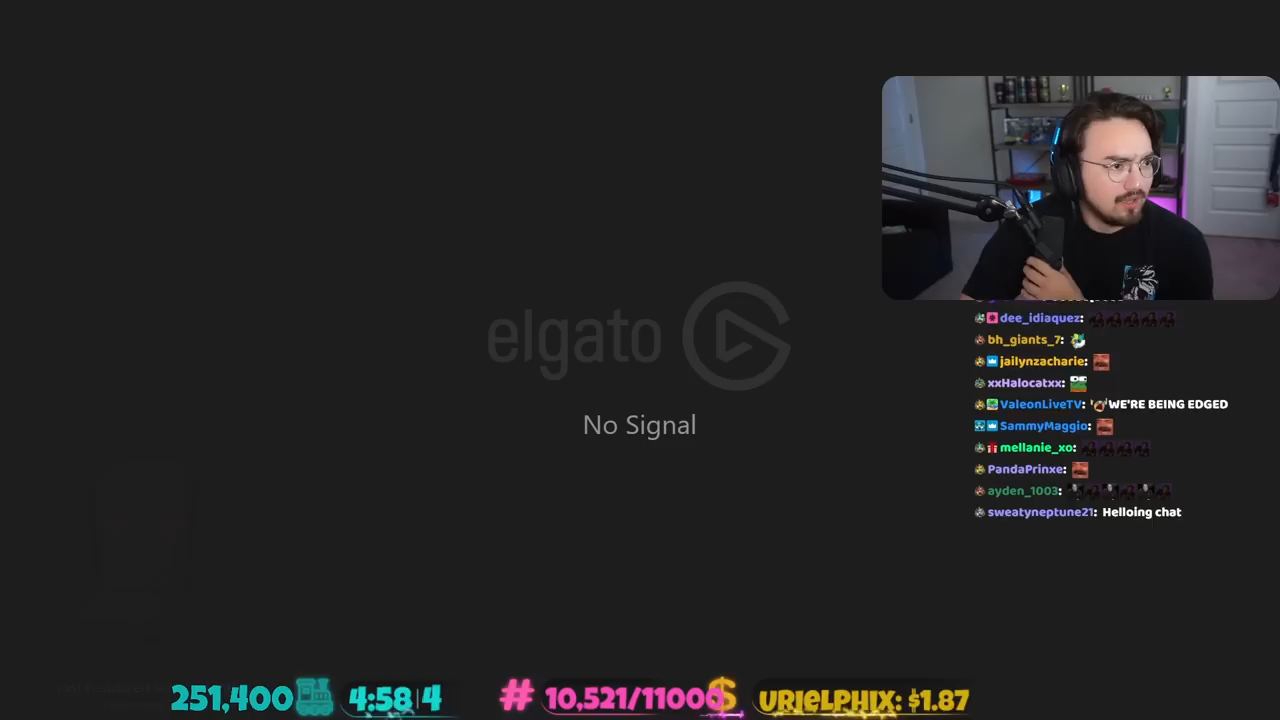 elgato
No Signal
dee_idiaquez:
bh_giants_7:
jailynzacharie:
xxHalocatxx:
ValeonLiveTV: WE'RE BEING EDGED
SammyMaggio:
mellanie_xo:
PandaPrinxe:
ayden_1003:
sweatyneptune21: Helloing chat
251,400 4:58|4 # 10,521/11000 $ URIELPHIX: $1.87